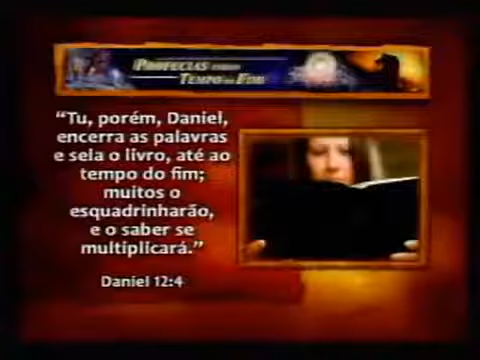 PROFECIAS PARA O
TEMPO DO FIM
“Tu, porém, Daniel,
encerra as palavras
e sela o livro, até ao
tempo do fim;
muitos o
esquadrinharão,
e o saber se
multiplicará.”
Daniel 12:4